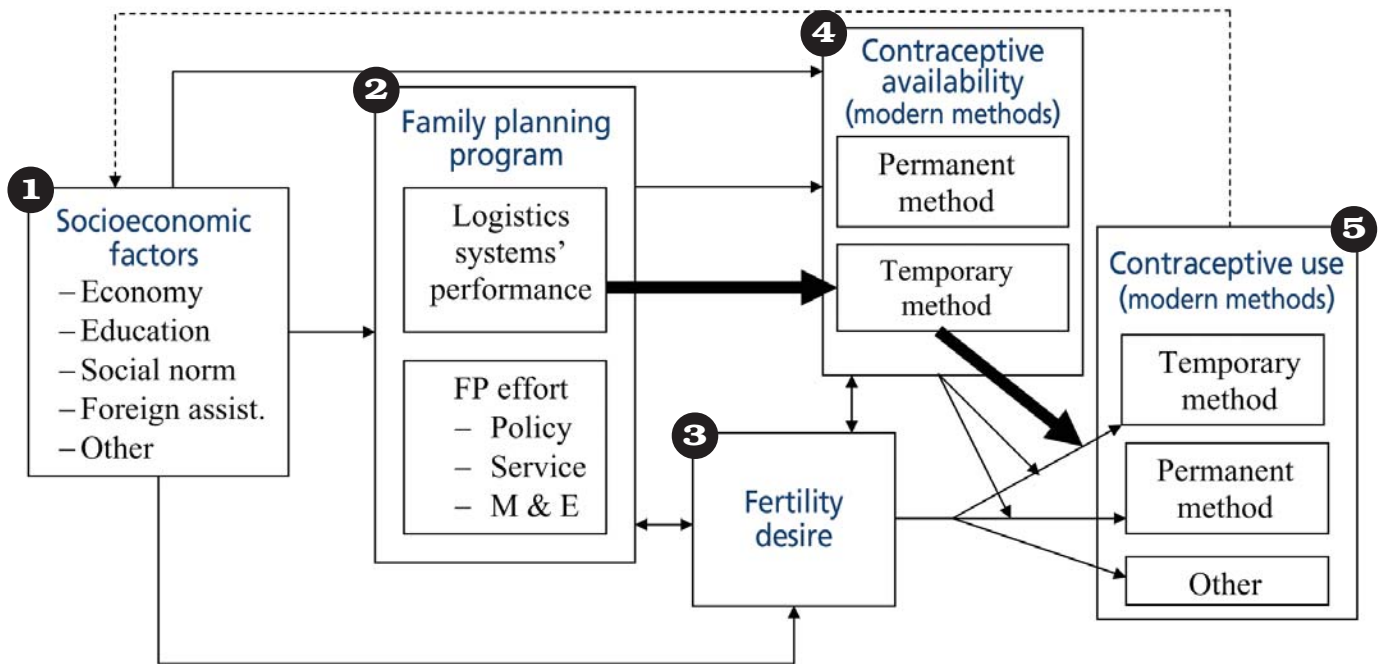 1
Socioeconomic
factors
– Economy
– Education
– Social norm
– Foreign assist.
– Other
2
Family planning
program
Logistics
systems’
performance
FP effort
– Policy
– Service
– M & E
3
Fertility
desire
4
Contraceptive
availability
(modern methods)
Permanent
method
Temporary
method
5
Contraceptive use
(modern methods)
Temporary
method
Permanent
method
Other